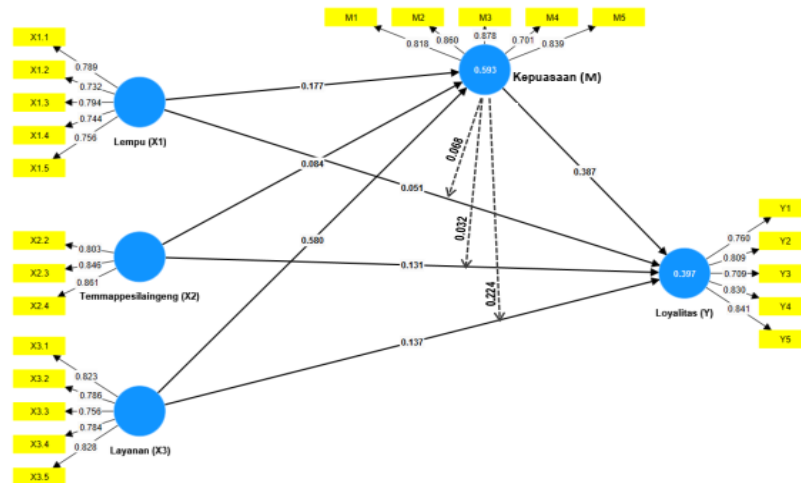 M1
M2
M3
M4
M5
0.818
0.860
0.878
0.701
0.839
0.593
Kepuasaan (M)
X1.1
X1.2
X1.3
X1.4
X1.5
0.789
0.732
0.794
0.744
0.756
Lempu (X1)
0.177
0.084
0.580
0.068
0.051
0.032
0.131
0.224
0.137
0.387
X2.2
X2.3
X2.4
0.803
0.846
0.861
Temmappesilaingeng (X2)
X3.1
X3.2
X3.3
X3.4
X3.5
0.823
0.786
0.756
0.784
0.828
Layanan (X3)
0.397
Loyalitas (Y)
0.760
0.809
0.709
0.830
0.841
Y1
Y2
Y3
Y4
Y5